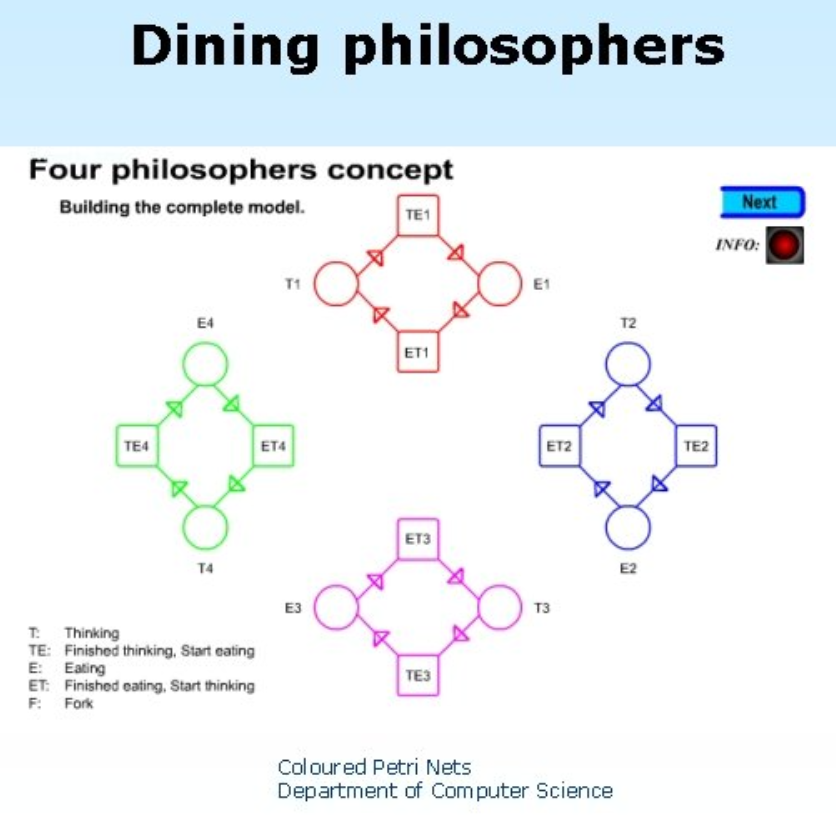 Dining philosophers
Four philosophers concept
Building the complete model.
Next
INFO:
TE1
T1
E1
ET1
E4
T2
TE4
ET4
ET2
TE2
T4
E2
ET3
E3
T3
TE3
T: Thinking
TE: Finished thinking, Start eating
E: Eating
ET: Finished eating, Start thinking
F: Fork
Coloured Petri Nets
Department of Computer Science